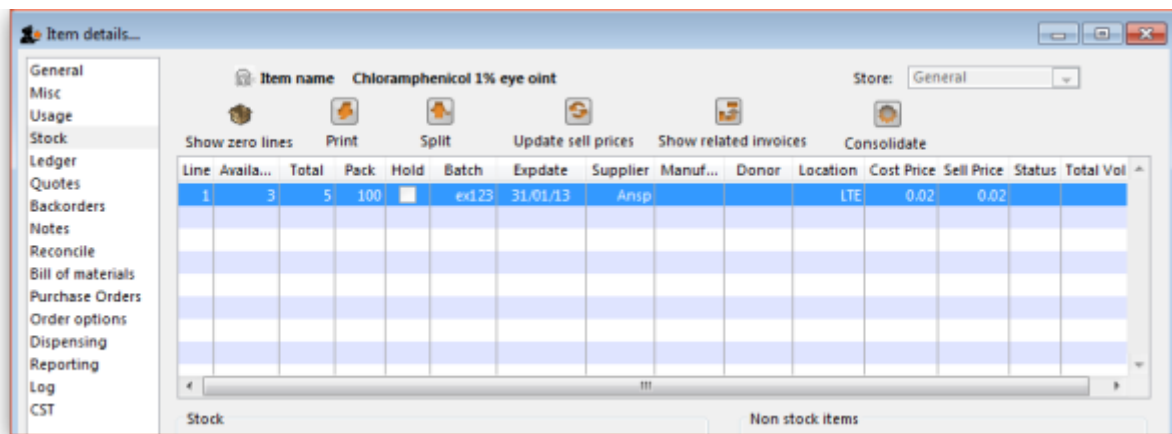 Item details...
General
Misc
Usage
Stock
Ledger
Quotes
Backorders
Notes
Reconcile
Bill of materials
Purchase Orders
Order options
Dispensing
Reporting
Log
CST
Item name Chloramphenicol 1% eye oint
Store: General
Show zero lines Print Split Update sell prices Show related invoices Consolidate
Line Availa... Total Pack Hold Batch Expdate Supplier Manuf... Donor Location Cost Price Sell Price Status Total Vol
1 3 5 100 ex123 31/01/13 Ansp LTE 0.02 0.02
Stock Non stock items